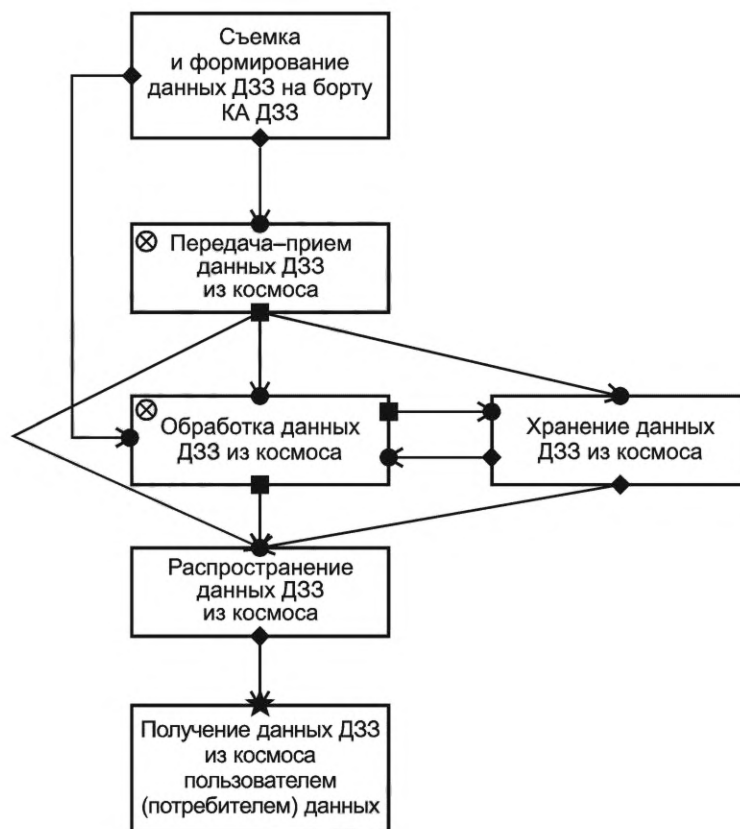 Съемка
и формирование
данных ДЗЗ на борту
КА ДЗЗ
Передача–прием
данных ДЗЗ
из космоса
Обработка данных
ДЗЗ из космоса
Хранение данных
ДЗЗ из космоса
Распространение
данных ДЗЗ
из космоса
Получение данных ДЗЗ
из космоса
пользователем
(потребителем) данных